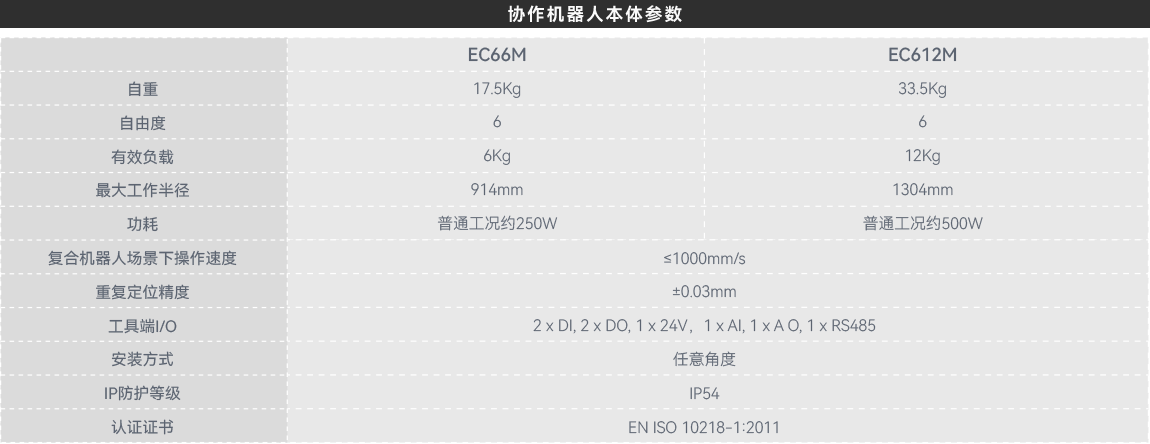 协作机器人本体参数
EC66M EC612M
自重 17.5Kg 33.5Kg
自由度 6 6
有效负载 6Kg 12Kg
最大工作半径 914mm 1304mm
功耗 普通工况约250W 普通工况约500W
复合机器人场景下操作速度 ≤1000mm/s
重复定位精度 ±0.03mm
工具端I/O 2 x DI, 2 x DO, 1 x 24V，1 x AI, 1 x A O, 1 x RS485
安装方式 任意角度
IP防护等级 IP54
认证证书 EN ISO 10218-1:2011